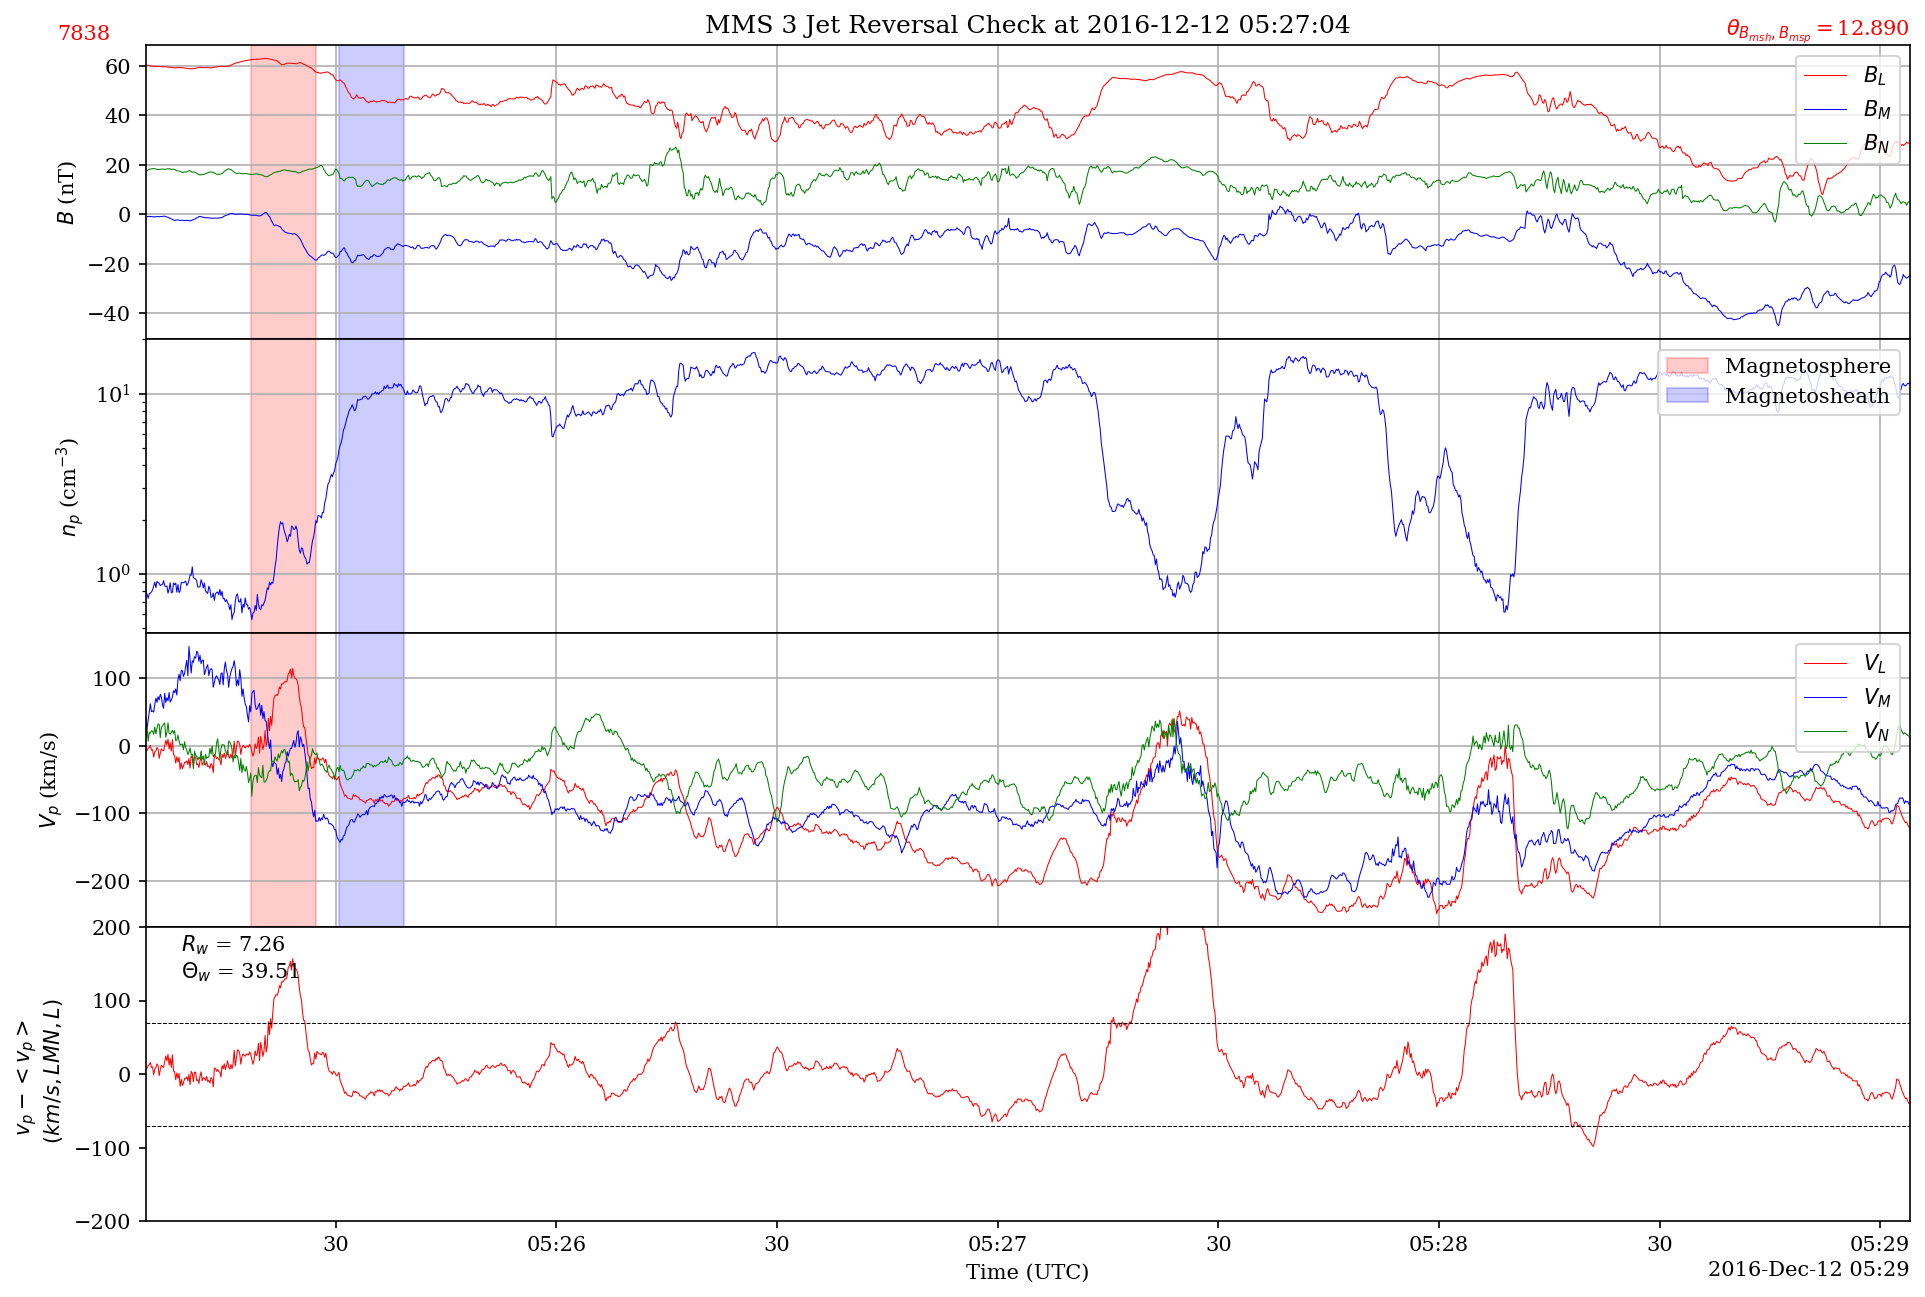 MMS 3 Jet Reversal Check at 2016-12-12 05:27:04
7838
θ_{B_{msh}, B_{msp}} = 12.890
60
40
20
0
−20
−40
B (nT)
B_L
B_M
B_N
10^1
10^0
n_p (cm^{−3})
Magnetosphere
Magnetosheath
100
0
−100
−200
V_p (km/s)
V_L
V_M
V_N
200
100
0
−100
−200
v_p − < v_p >
(km/s, LMN, L)
R_w = 7.26
Θ_w = 39.51
30 05:26 30 05:27 30 05:28 30 05:29
Time (UTC)
2016-Dec-12 05:29